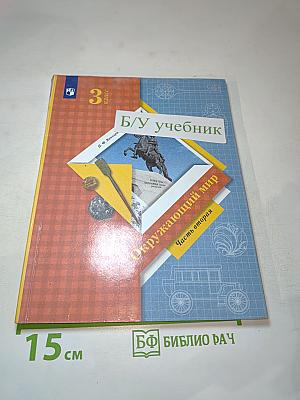 3 класс
Б/У учебник
Окружающий мир
Часть вторая
15 см
БФ БИБЛИО РАЧ